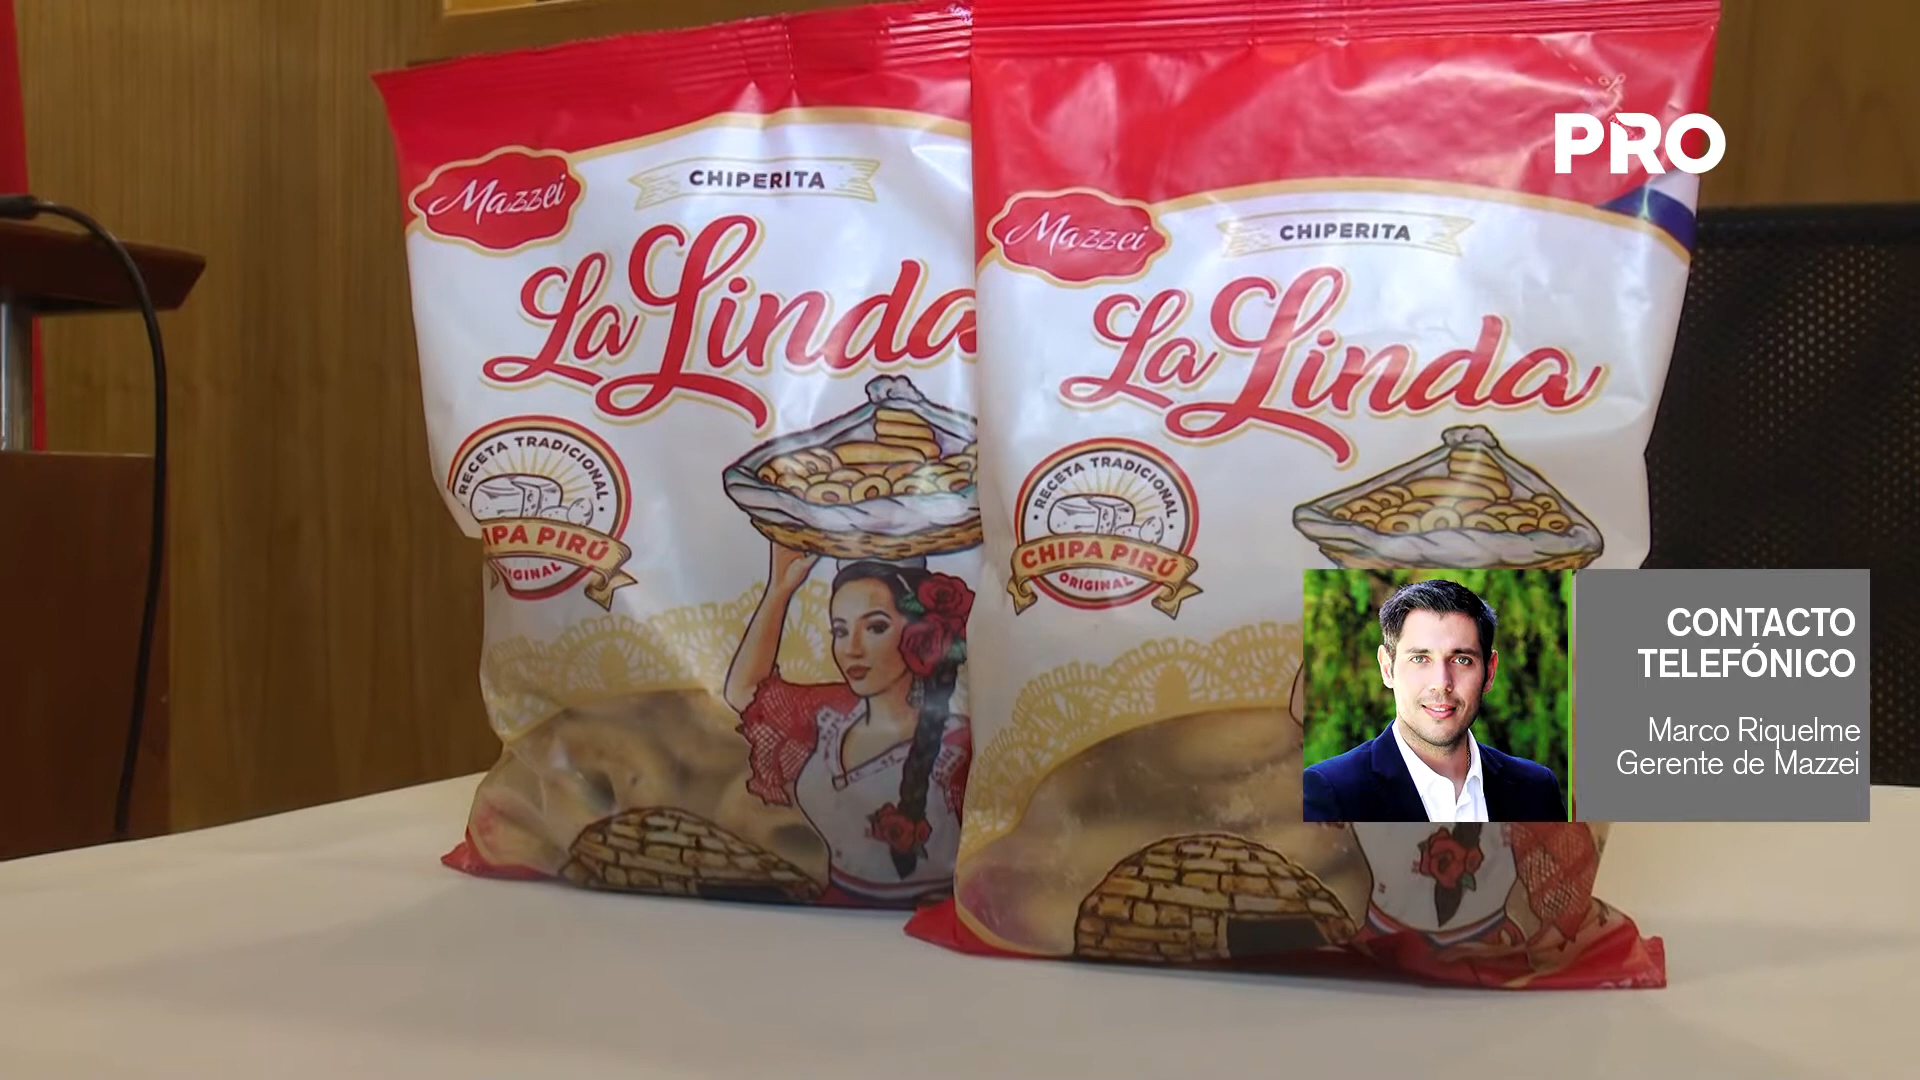 PRO
Mazzei
CHIPERITA
La Linda
RECETA TRADICIONAL
CHIPA PIRÚ
ORIGINAL
Mazzei
CHIPERITA
La Linda
RECETA TRADICIONAL
CHIPA PIRÚ
ORIGINAL
CONTACTO
TELEFÓNICO
Marco Riquelme
Gerente de Mazzei